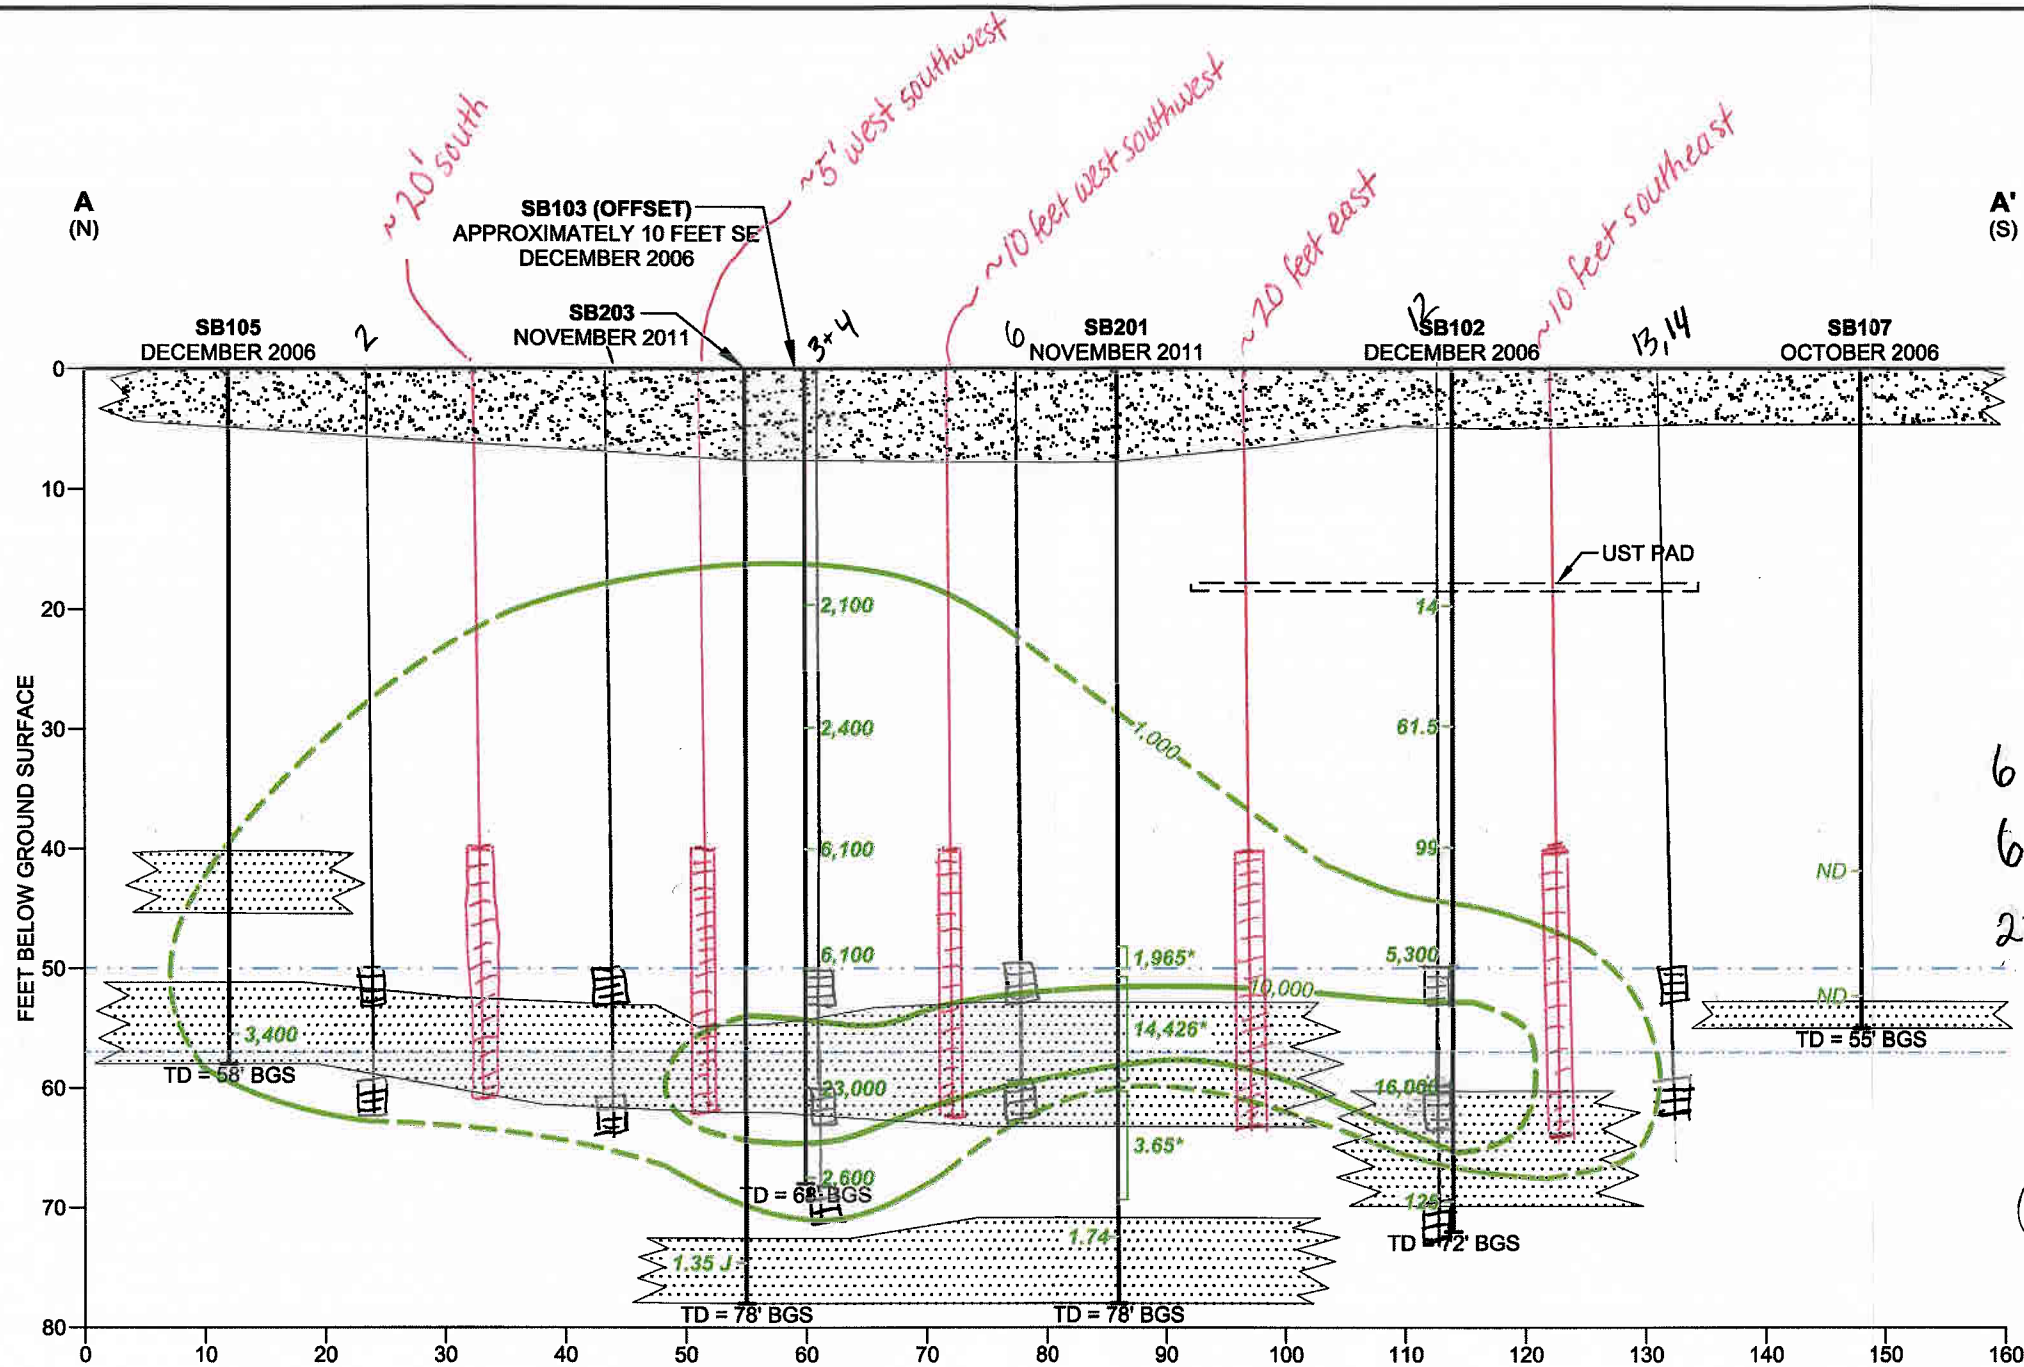 ~20' south
~5' west southwest
~10 feet west southwest
~20 feet east
~10 feet southeast
A
(N)
A'
(S)
SB103 (OFFSET)
APPROXIMATELY 10 FEET SE
DECEMBER 2006
SB105
DECEMBER 2006
2
SB203
NOVEMBER 2011
3+4
6
SB201
NOVEMBER 2011
12
SB102
DECEMBER 2006
13, 14
SB107
OCTOBER 2006
FEET BELOW GROUND SURFACE
0
10
20
30
40
50
60
70
80
UST PAD
2,100
14
2,400
1,000
61.5
6
6,100
99
6
ND
2
6,100
1,965*
5,300
10,000
ND
3,400
14,426*
TD = 55' BGS
TD = 58' BGS
23,000
16,000
3.65*
2,600
TD = 68' BGS
125
1.74
TD = 72' BGS
1.35 J
TD = 78' BGS
TD = 78' BGS
0 10 20 30 40 50 60 70 80 90 100 110 120 130 140 150 160